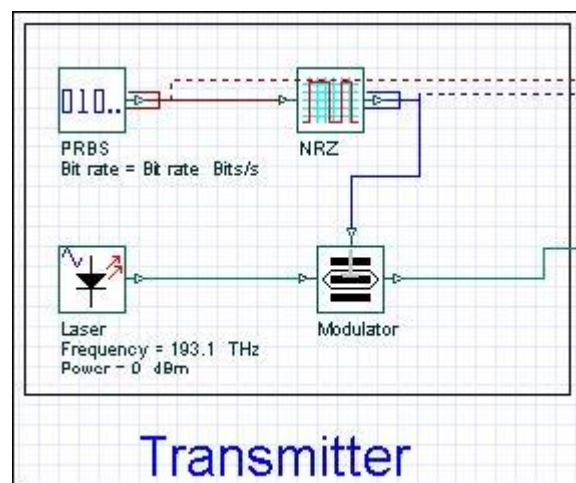 010..
PRBS
Bit rate = Bit rate Bits/s
NRZ
Laser
Frequency = 193.1 THz
Power = 0 dBm
Modulator
Transmitter